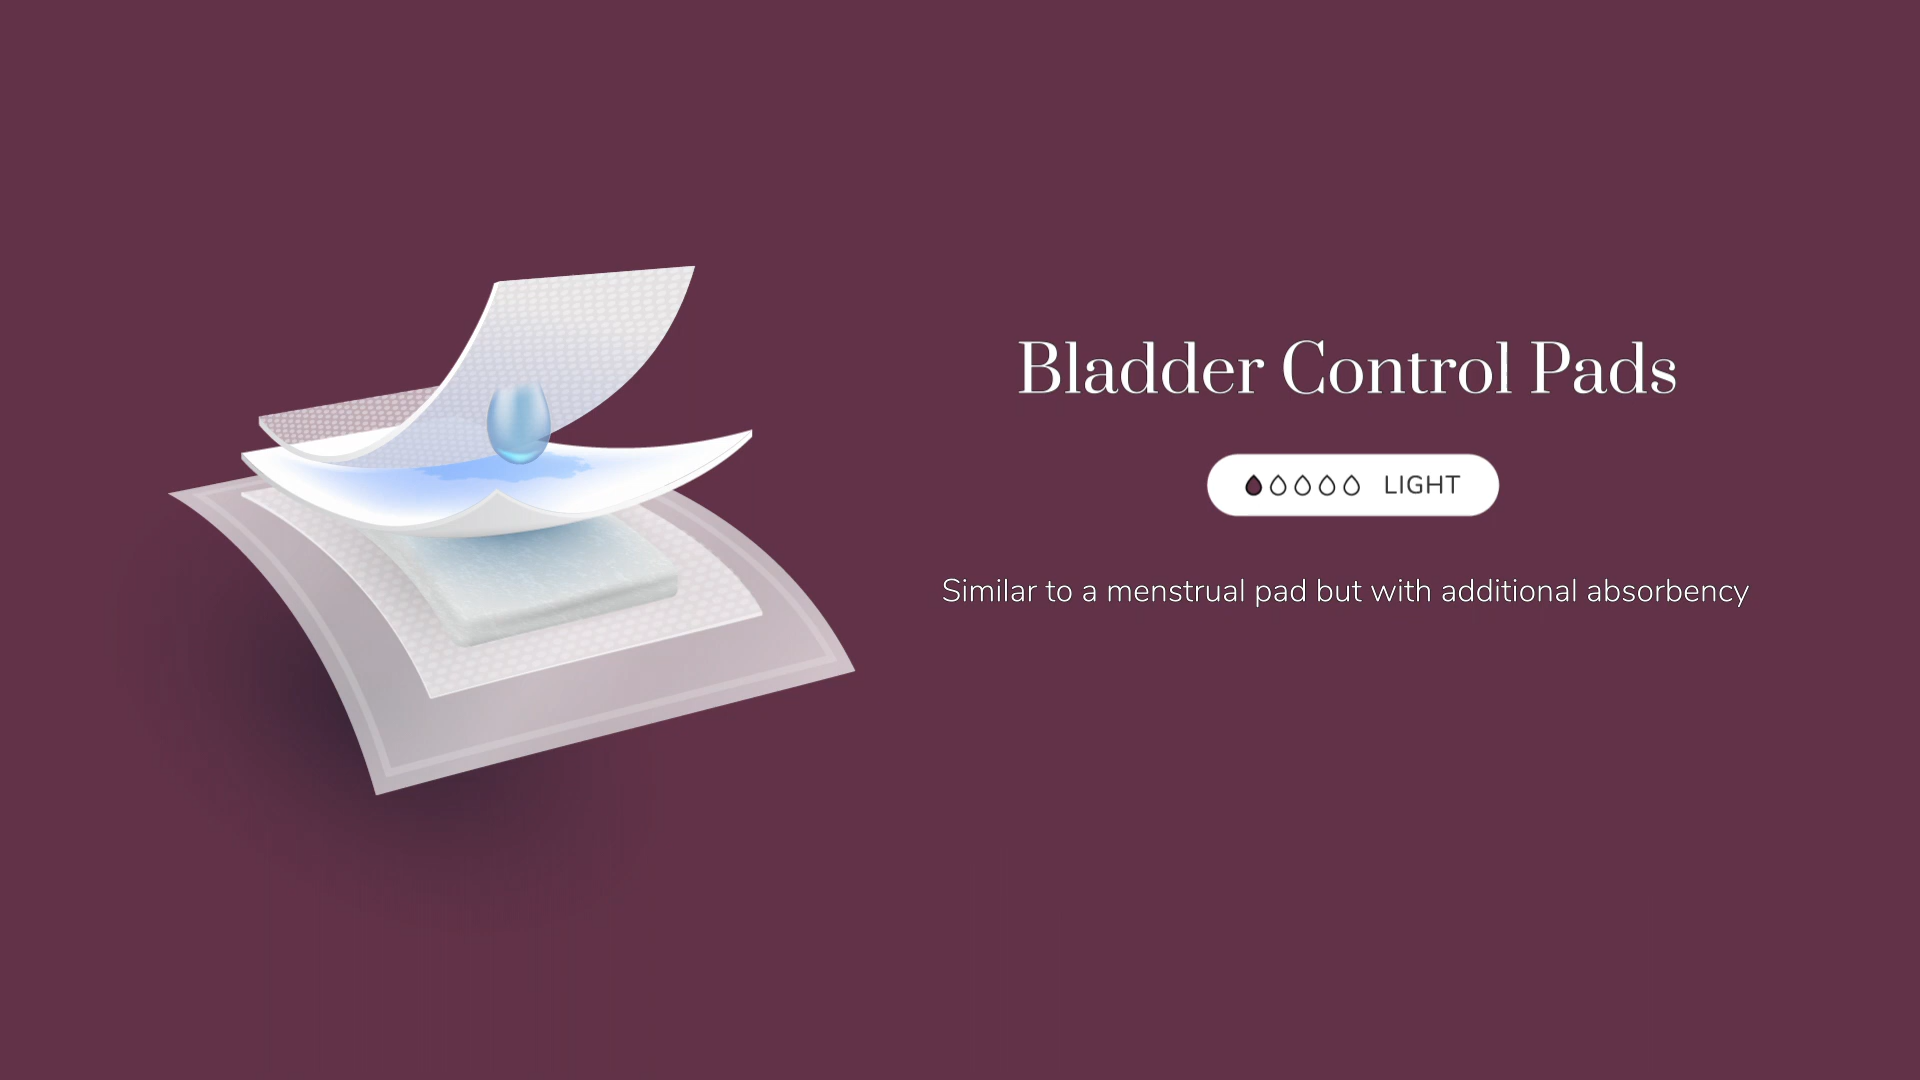 Bladder Control Pads
LIGHT
Similar to a menstrual pad but with additional absorbency